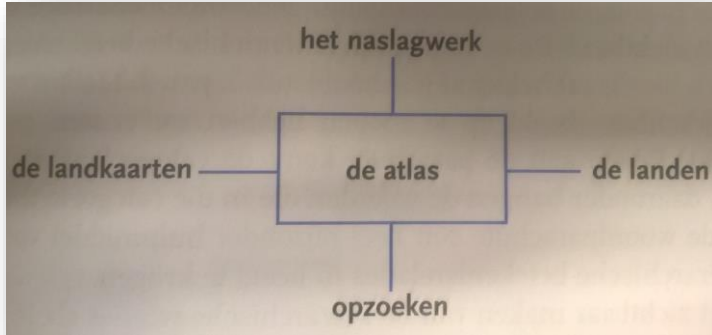 het naslagwerk
de landkaarten de atlas de landen
opzoeken